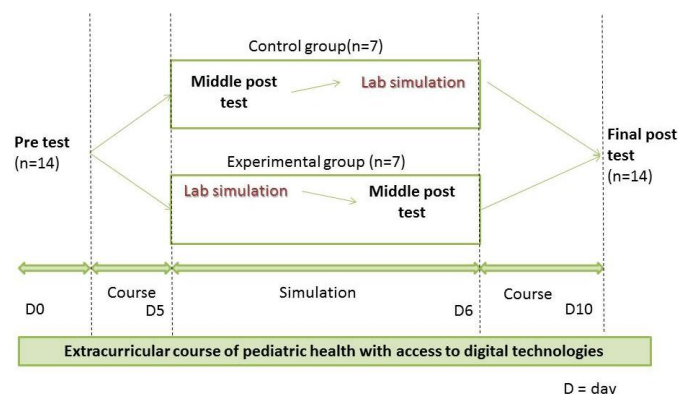 Control group(n=7)
Middle post
test
Lab simulation
Pre test
(n=14)
Experimental group (n=7)
Lab simulation
Middle post
test
Final post
test
(n=14)
Course
Simulation
Course
D0
D5
D6
D10
Extracurricular course of pediatric health with access to digital technologies
D = day